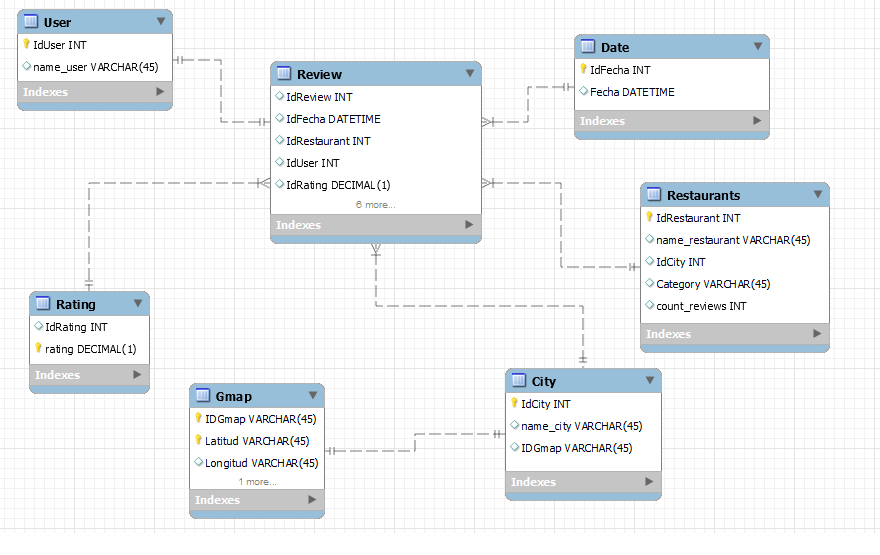 User
IdUser INT
name_user VARCHAR(45)
Indexes
Review
IdReview INT
IdFecha DATETIME
IdRestaurant INT
IdUser INT
IdRating DECIMAL(1)
6 more...
Indexes
Date
IdFecha INT
Fecha DATETIME
Indexes
Restaurants
IdRestaurant INT
name_restaurant VARCHAR(45)
IdCity INT
Category VARCHAR(45)
count_reviews INT
Indexes
Rating
IdRating INT
rating DECIMAL(1)
Indexes
Gmap
IDGmap VARCHAR(45)
Latitud VARCHAR(45)
Longitud VARCHAR(45)
1 more...
Indexes
City
IdCity INT
name_city VARCHAR(45)
IDGmap VARCHAR(45)
Indexes